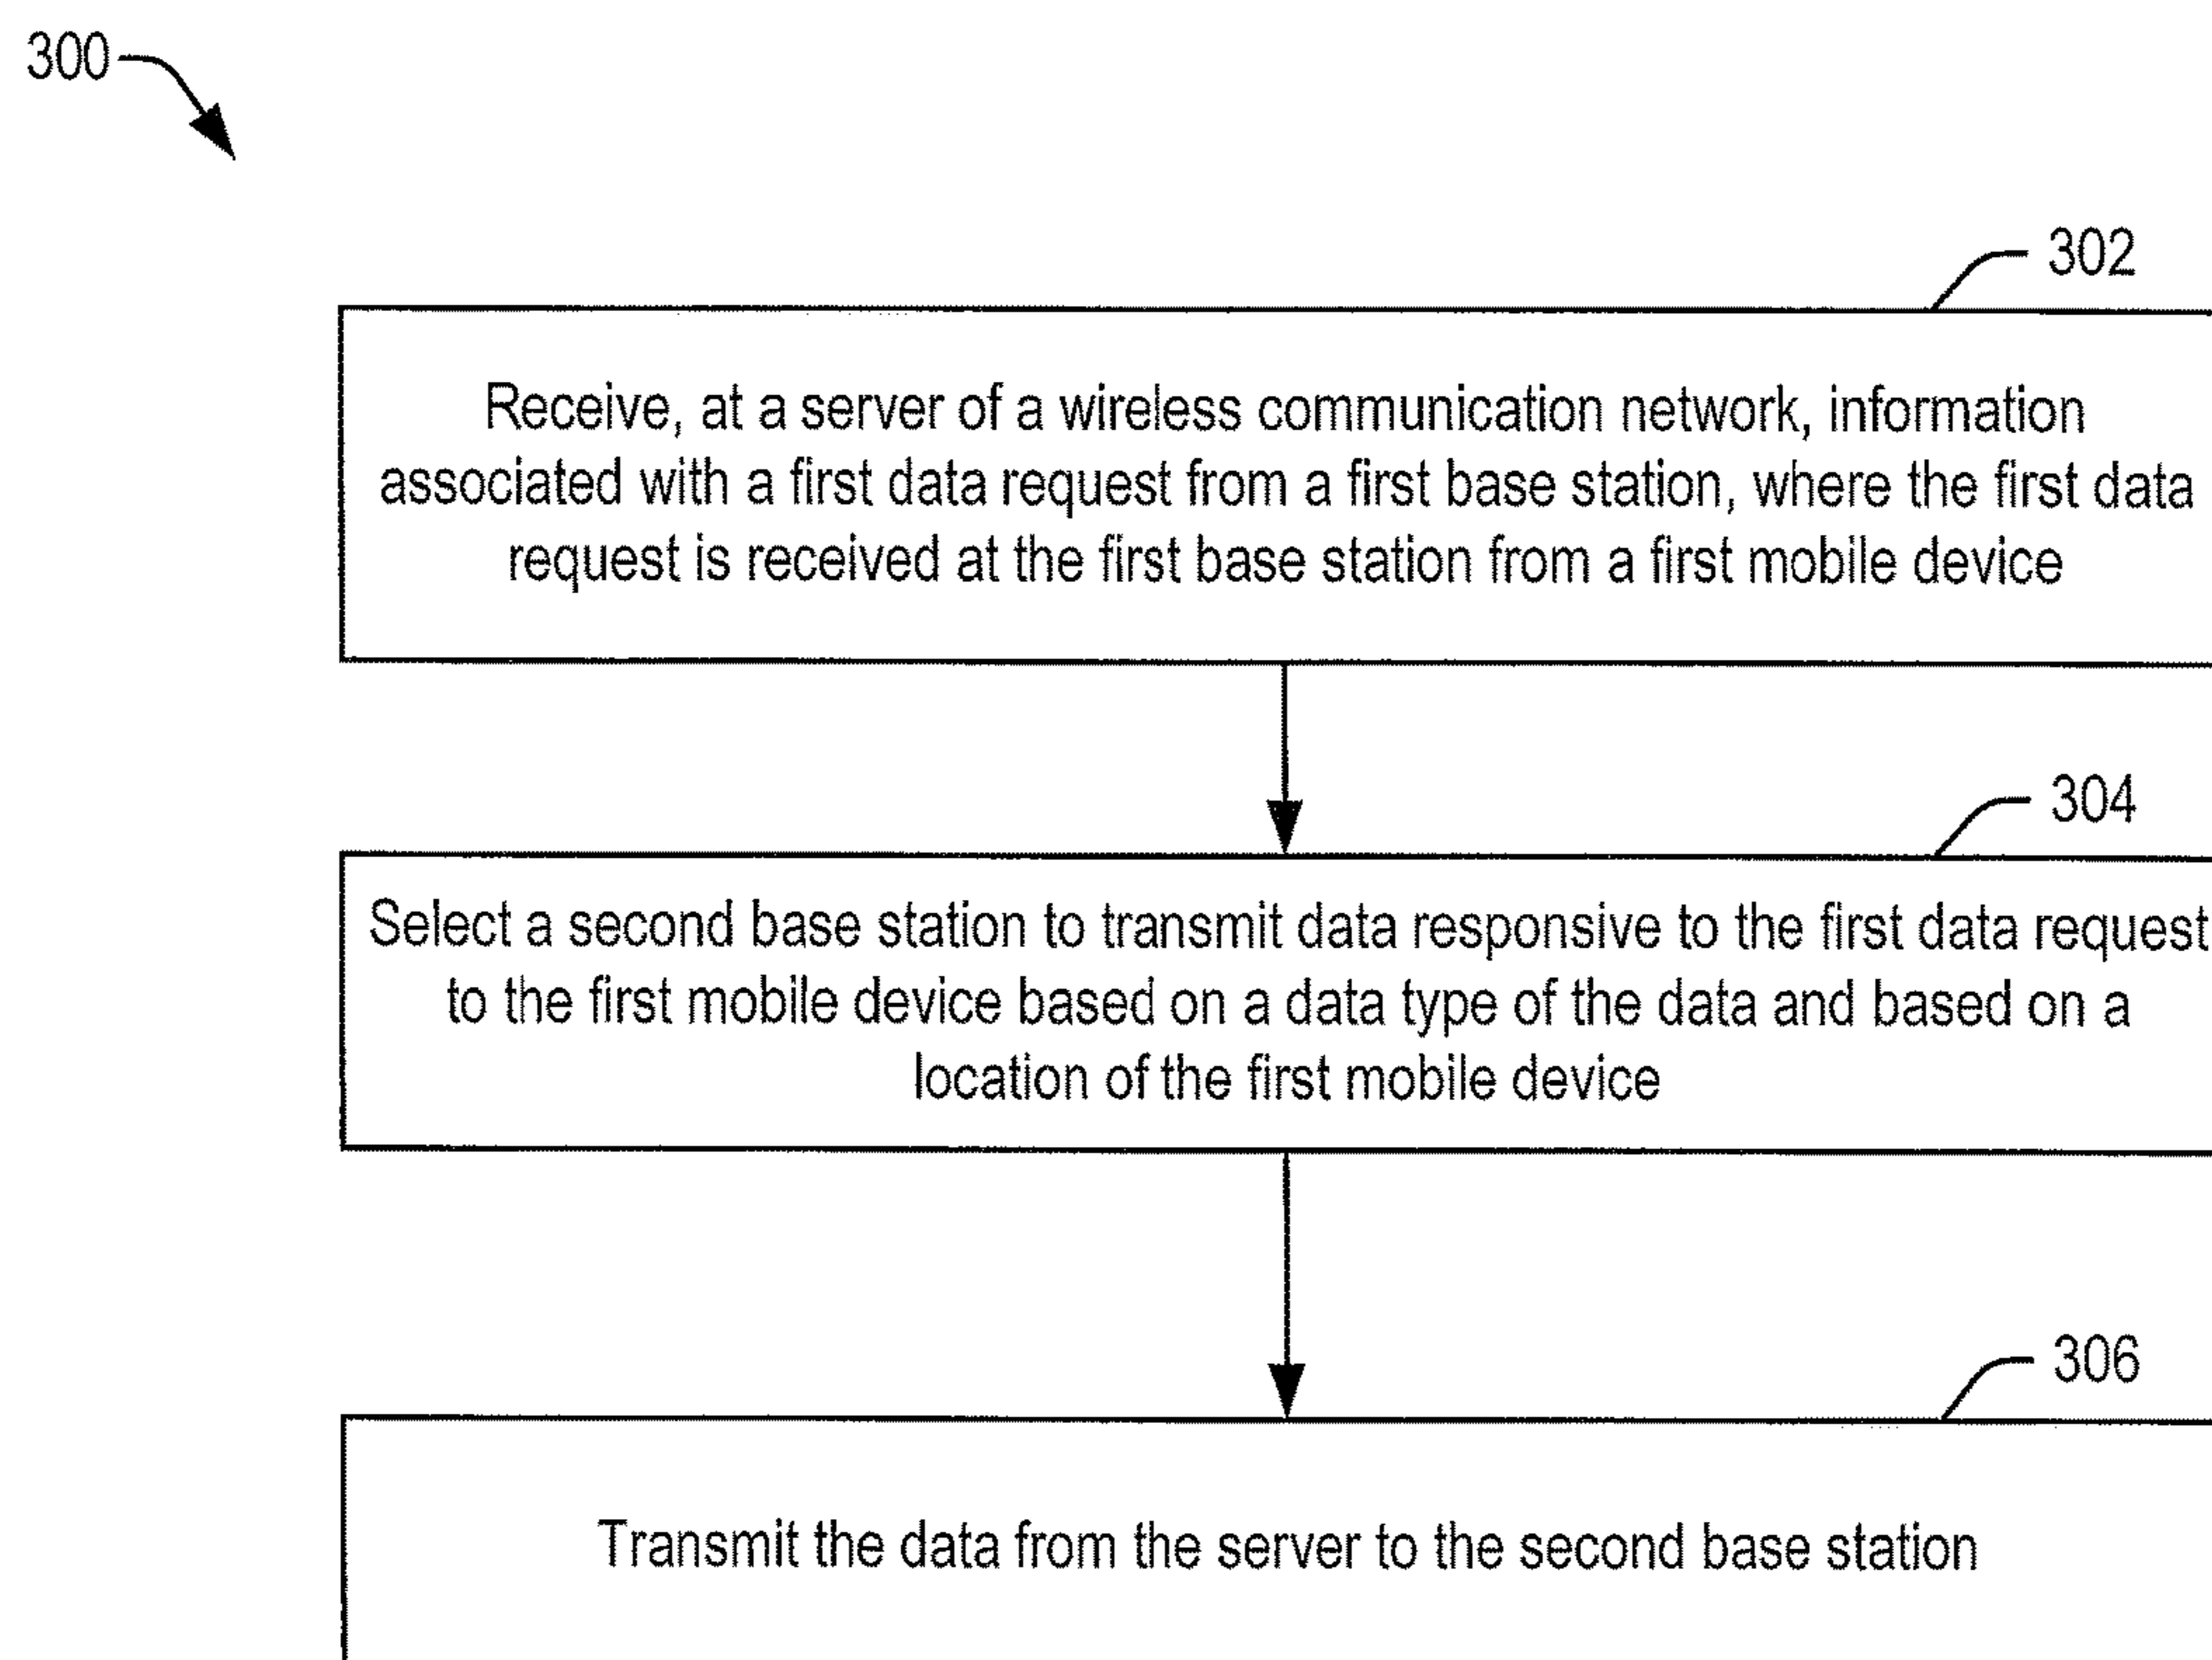 300
302
Receive, at a server of a wireless communication network, information
associated with a first data request from a first base station, where the first data
request is received at the first base station from a first mobile device
304
Select a second base station to transmit data responsive to the first data request
to the first mobile device based on a data type of the data and based on a
location of the first mobile device
306
Transmit the data from the server to the second base station